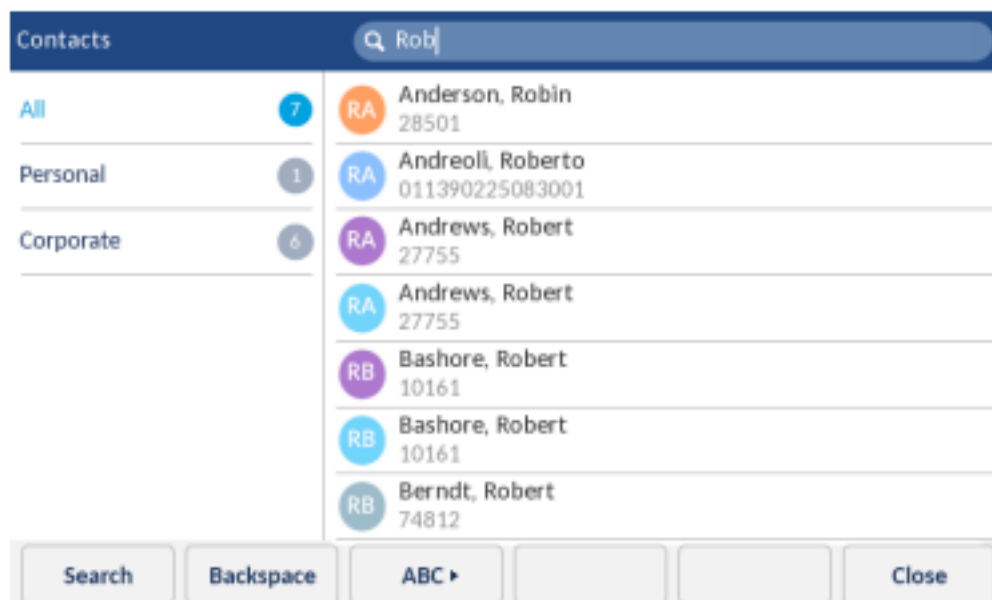 Contacts
Rob
All 7
Personal 1
Corporate 6
RA Anderson, Robin
28501
RA Andreoli, Roberto
011390225083001
RA Andrews, Robert
27755
RA Andrews, Robert
27755
RB Bashore, Robert
10161
RB Bashore, Robert
10161
RB Berndt, Robert
74812
Search Backspace ABC Close